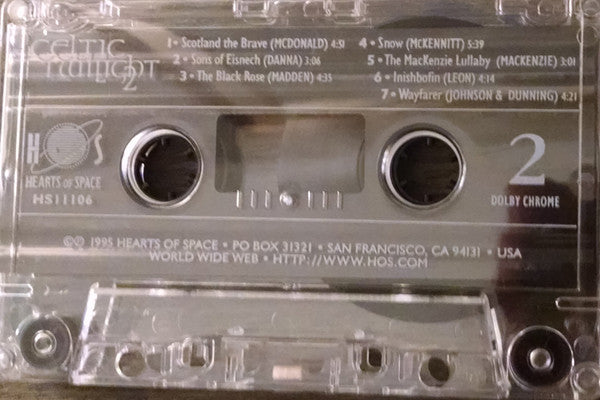 CELTIC
TWILIGHT
2
1 • Scotland the Brave (MCDONALD) 4:51
2 • Sons of Eisnech (DANNA) 3:06
3 • The Black Rose (MADDEN) 4:35
4 • Snow (MCKENNITT) 5:39
5 • The MacKenzie Lullaby (MACKENZIE) 3:01
6 • Inishbofin (LEON) 4:14
7 • Wayfarer (JOHNSON & DUNNING) 4:21
H S
HEARTS OF SPACE
HS11106
2
DOLBY CHROME
©℗ 1995 HEARTS OF SPACE • PO BOX 31321 • SAN FRANCISCO, CA 94131 • USA
WORLD WIDE WEB • HTTP://WWW.HOS.COM